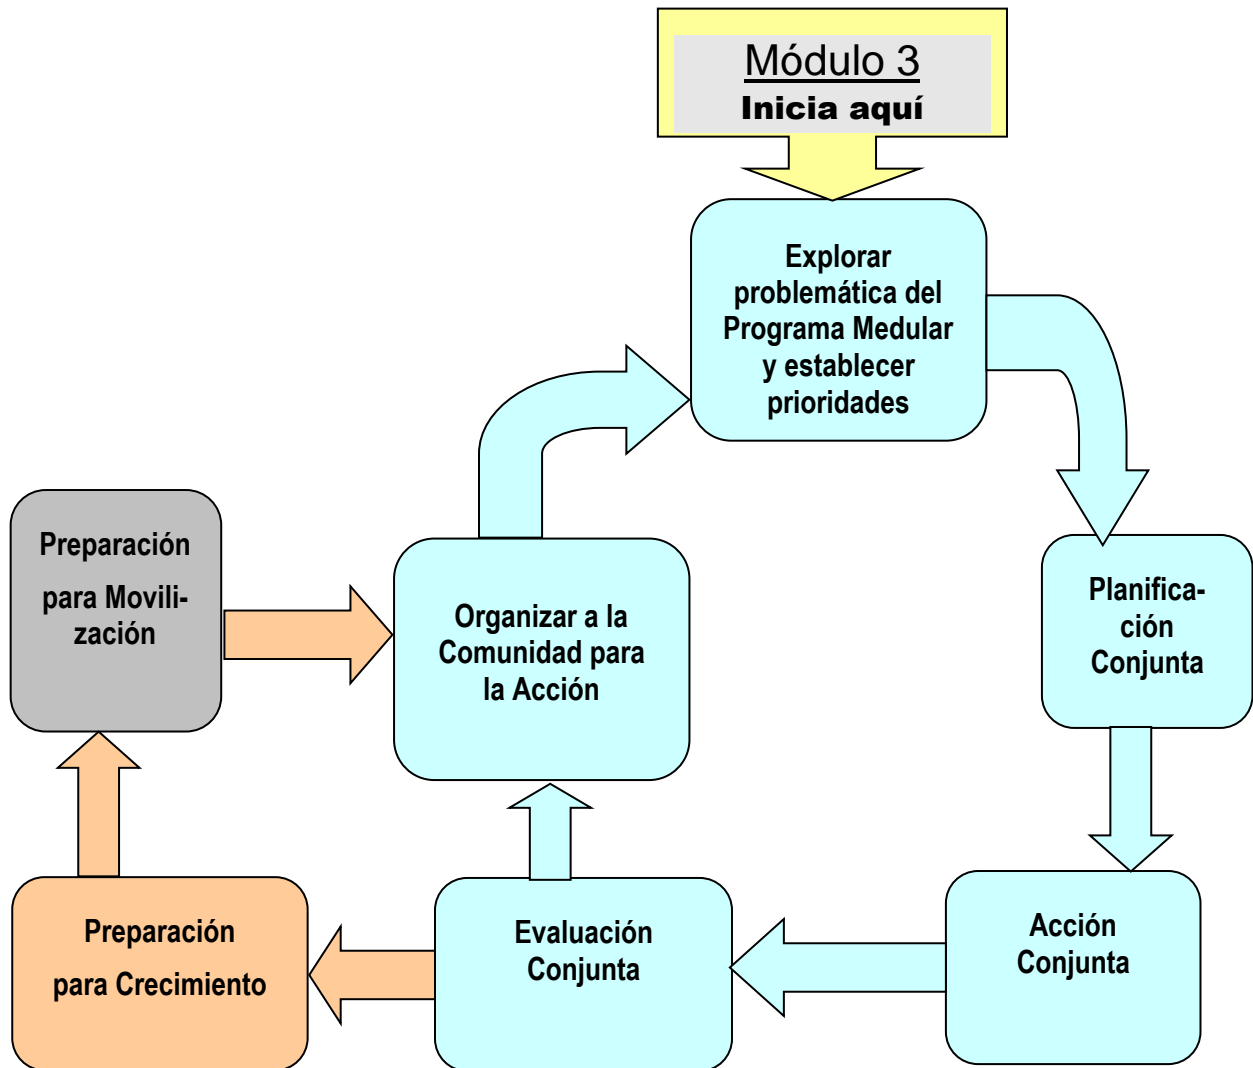 Módulo 3
Inicia aquí
Explorar
problemática del
Programa Medular
y establecer
prioridades
Preparación
para Movili-
zación
Organizar a la
Comunidad para
la Acción
Planifica-
ción
Conjunta
Preparación
para Crecimiento
Evaluación
Conjunta
Acción
Conjunta